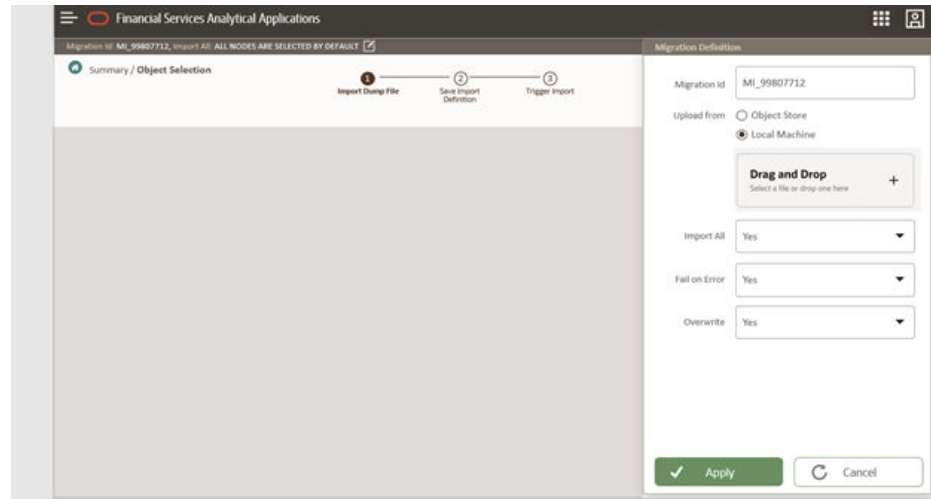 Financial Services Analytical Applications
Migration Id: MI_99807712, Import All: ALL NODES ARE SELECTED BY DEFAULT
Migration Definition
Summary / Object Selection
1
2
3
Import Dump File
Save Import
Definition
Trigger Import
Migration Id
MI_99807712
Upload from
Object Store
Local Machine
Drag and Drop
Select a file or drop one here
+
Import All
Yes
Fail on Error
Yes
Overwrite
Yes
Apply
Cancel